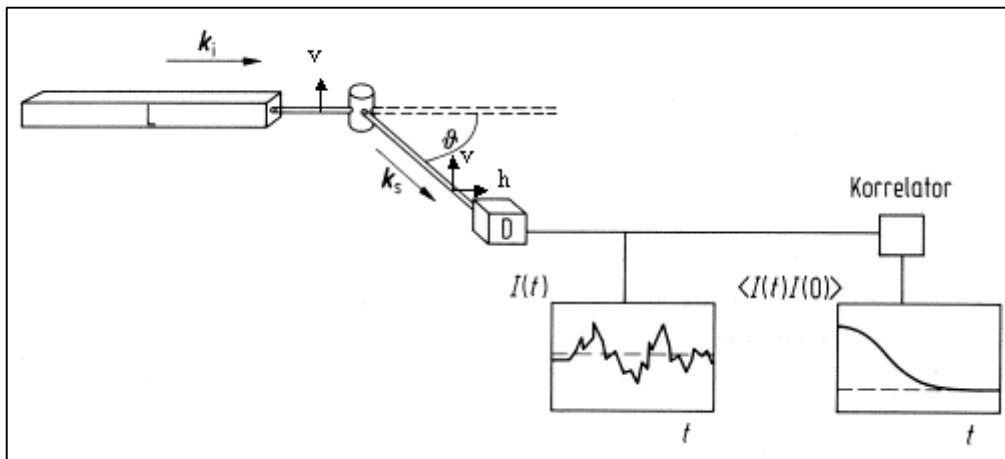 k_i
v
ϑ
v
k_s
h
D
Korrelator
I(t)
⟨I(t)I(0)⟩
t
t